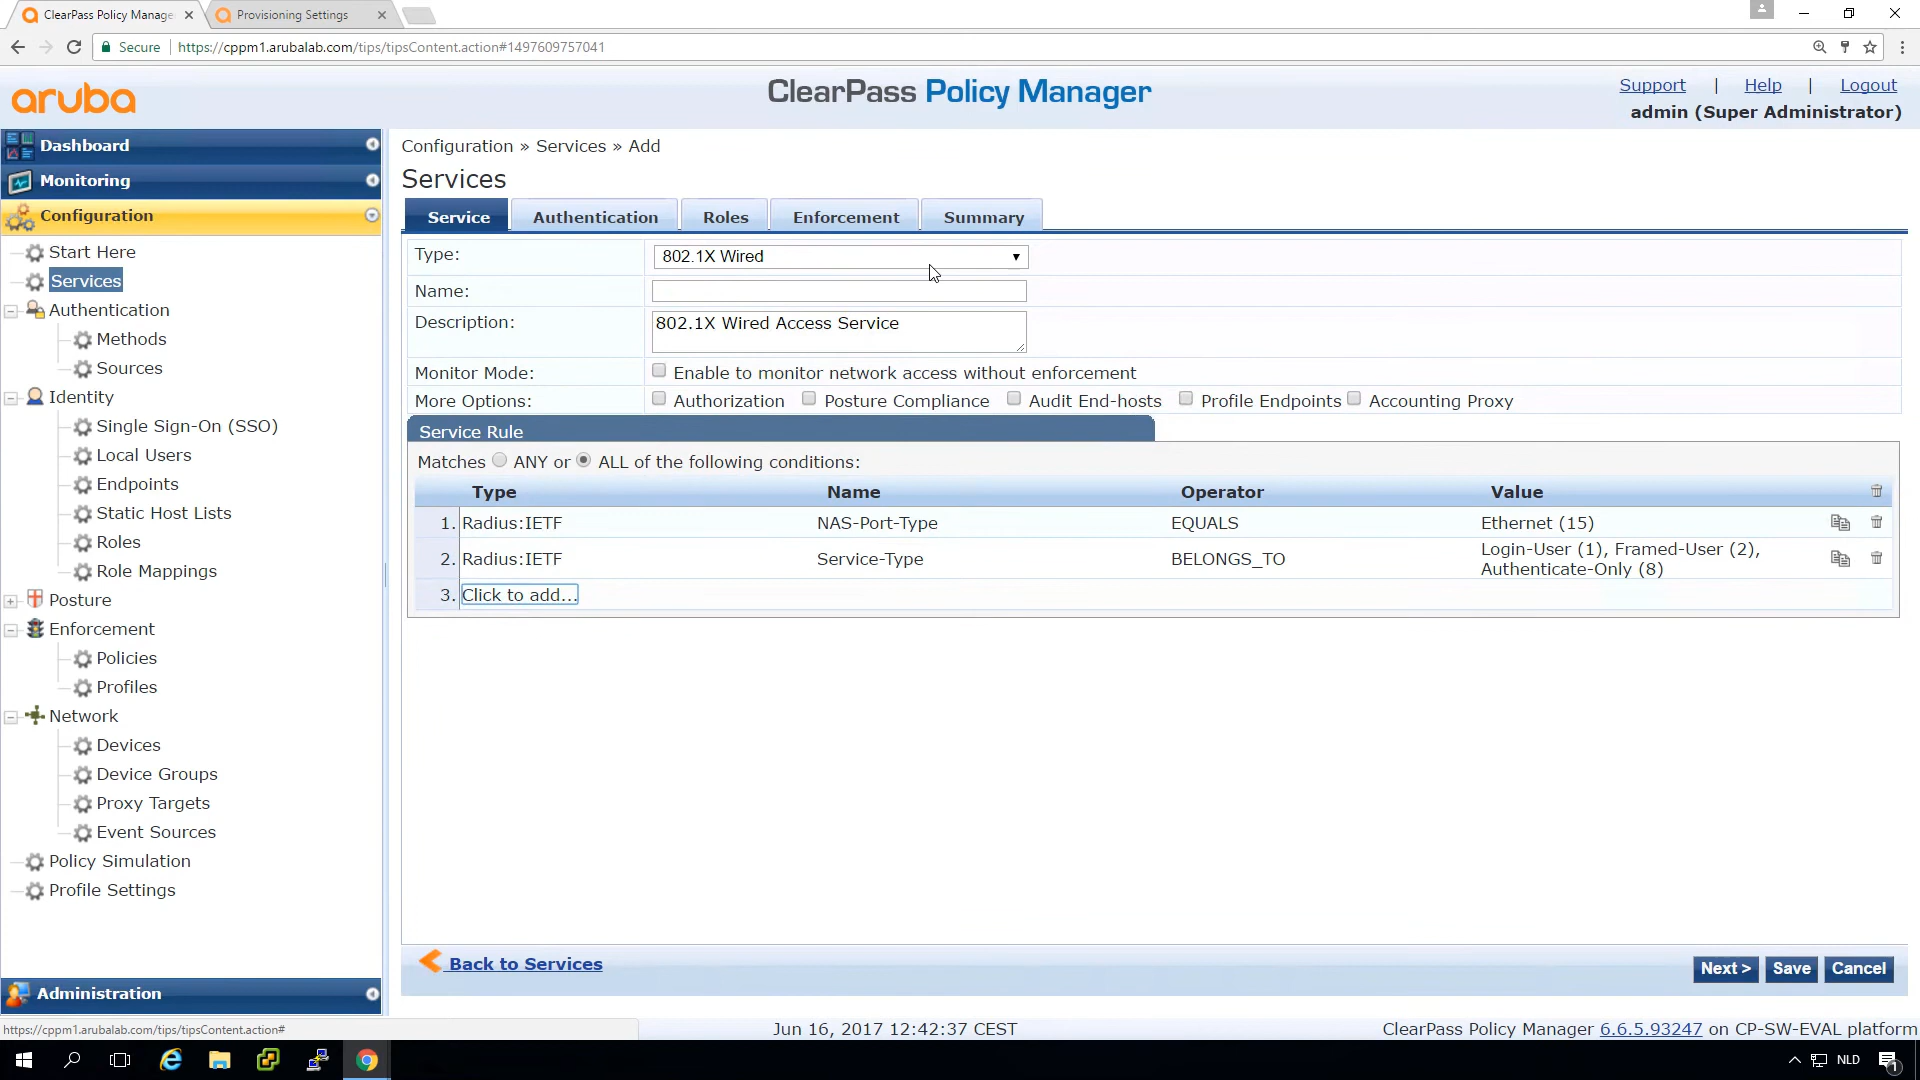 ClearPass Policy Manage
Provisioning Settings
Secure
https://cppm1.arubalab.com/tips/tipsContent.action#1497609757041
aruba
ClearPass Policy Manager
Support | Help | Logout
admin (Super Administrator)
Dashboard
Monitoring
Configuration
Start Here
Services
Authentication
Methods
Sources
Identity
Single Sign-On (SSO)
Local Users
Endpoints
Static Host Lists
Roles
Role Mappings
Posture
Enforcement
Policies
Profiles
Network
Devices
Device Groups
Proxy Targets
Event Sources
Policy Simulation
Profile Settings
Administration
Configuration » Services » Add
Services
Service Authentication Roles Enforcement Summary
Type: 802.1X Wired
Name:
Description: 802.1X Wired Access Service
Monitor Mode: Enable to monitor network access without enforcement
More Options: Authorization Posture Compliance Audit End-hosts Profile Endpoints Accounting Proxy
Service Rule
Matches ANY or ALL of the following conditions:
Type Name Operator Value
1. Radius:IETF NAS-Port-Type EQUALS Ethernet (15)
2. Radius:IETF Service-Type BELONGS_TO Login-User (1), Framed-User (2),
Authenticate-Only (8)
3. Click to add...
Back to Services
Next > Save Cancel
https://cppm1.arubalab.com/tips/tipsContent.action#
Jun 16, 2017 12:42:37 CEST
ClearPass Policy Manager 6.6.5.93247 on CP-SW-EVAL platform
NLD
1